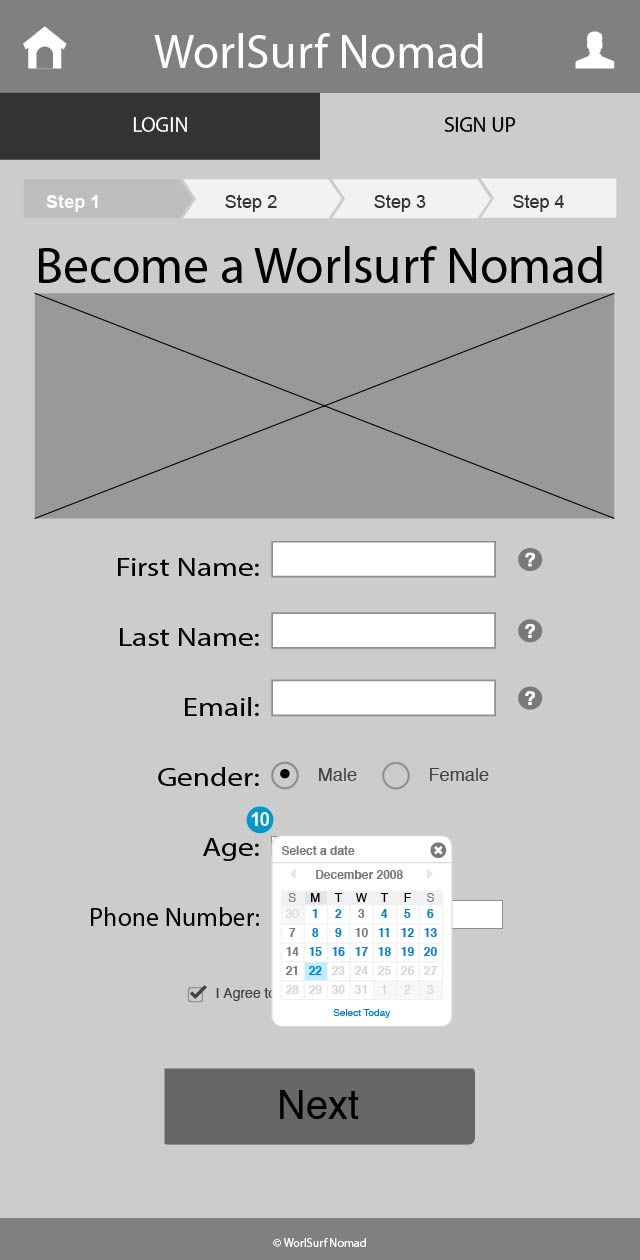 WorlSurf Nomad
LOGIN SIGN UP
Step 1 Step 2 Step 3 Step 4
Become a Worlsurf Nomad
First Name: ?
Last Name: ?
Email: ?
Gender: Male Female
10
Age:
Select a date
December 2008
S M T W T F S
30 1 2 3 4 5 6
7 8 9 10 11 12 13
14 15 16 17 18 19 20
21 22 23 24 25 26 27
28 29 30 31 1 2 3
Select Today
Phone Number:
I Agree to
Next
© WorlSurf Nomad